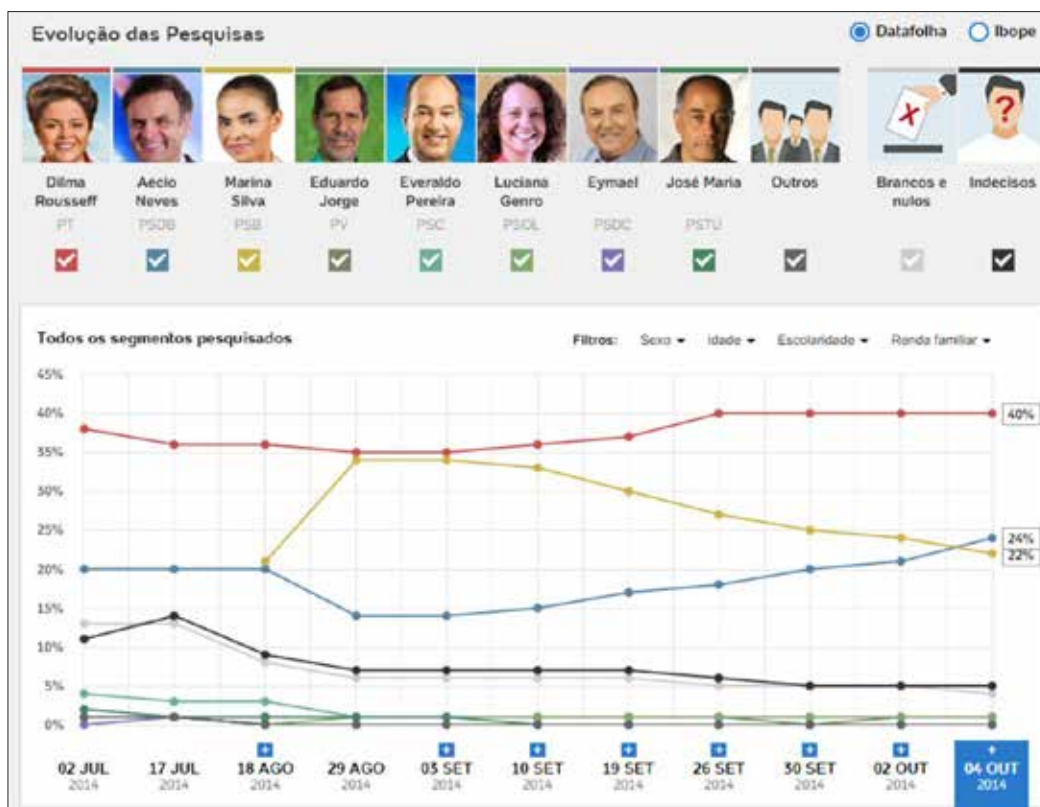 Evolução das Pesquisas
Datafolha Ibope
Dilma Rousseff
PT
Aecio Neves
PSDB
Marina Silva
PSB
Eduardo Jorge
PV
Everaldo Pereira
PSC
Luciana Genro
PSOL
Eymael
PSDC
José Maria
PSTU
Outros
Brancos e nulos
Indecisos
Todos os segmentos pesquisados
Filtros: Sexo Idade Escolaridade Renda familiar
45%
40%
35%
30%
25%
20%
15%
10%
5%
0%
40%
24%
22%
02 JUL 2014
17 JUL 2014
+
18 AGO 2014
29 AGO 2014
+
03 SET 2014
+
10 SET 2014
+
19 SET 2014
+
26 SET 2014
+
30 SET 2014
+
02 OUT 2014
+
04 OUT 2014